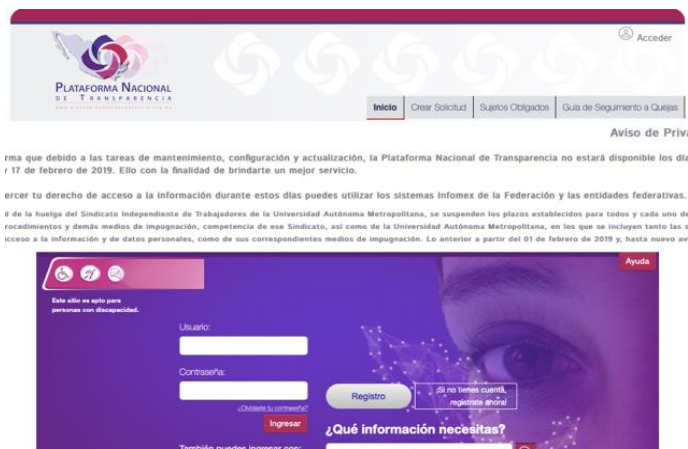 Acceder
PLATAFORMA NACIONAL
DE TRANSPARENCIA
Inicio Crear Solicitud Sujetos Obligados Guía de Seguimiento a Quejas
Aviso de Priva
rma que debido a las tareas de mantenimiento, configuración y actualización, la Plataforma Nacional de Transparencia no estará disponible los día
y 17 de febrero de 2019. Ello con la finalidad de brindarte un mejor servicio.
ercer tu derecho de acceso a la información durante estos días puedes utilizar los sistemas Infomex de la Federación y las entidades federativas.
d de la huelga del Sindicato Independiente de Trabajadores de la Universidad Autónoma Metropolitana, se suspenden los plazos establecidos para todos y cada uno de
rocedimientos y demás medios de impugnación, competencia de ese Sindicato, así como de la Universidad Autónoma Metropolitana, en los que se incluyen tanto las s
acceso a la información y de datos personales, como de sus correspondientes medios de impugnación. Lo anterior a partir del 01 de febrero de 2019 y, hasta nuevo av
Ayuda
Este sitio es apto para
personas con discapacidad.
Usuario:
Contraseña:
¿Olvidaste tu contraseña?
Ingresar
Registro
¡Si no tienes cuenta,
regístrate ahora!
¿Qué información necesitas?
También puedes ingresar con: